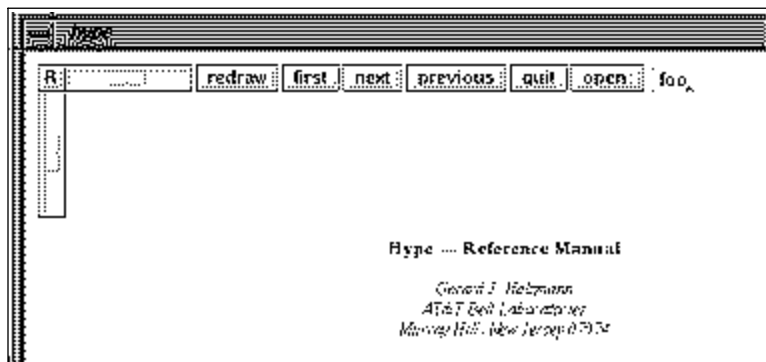 hype
R: redraw first next previous quit open: foo
Hype — Reference Manual
Gerard J. Holzmann
AT&T Bell Laboratories
Murray Hill, New Jersey 07974